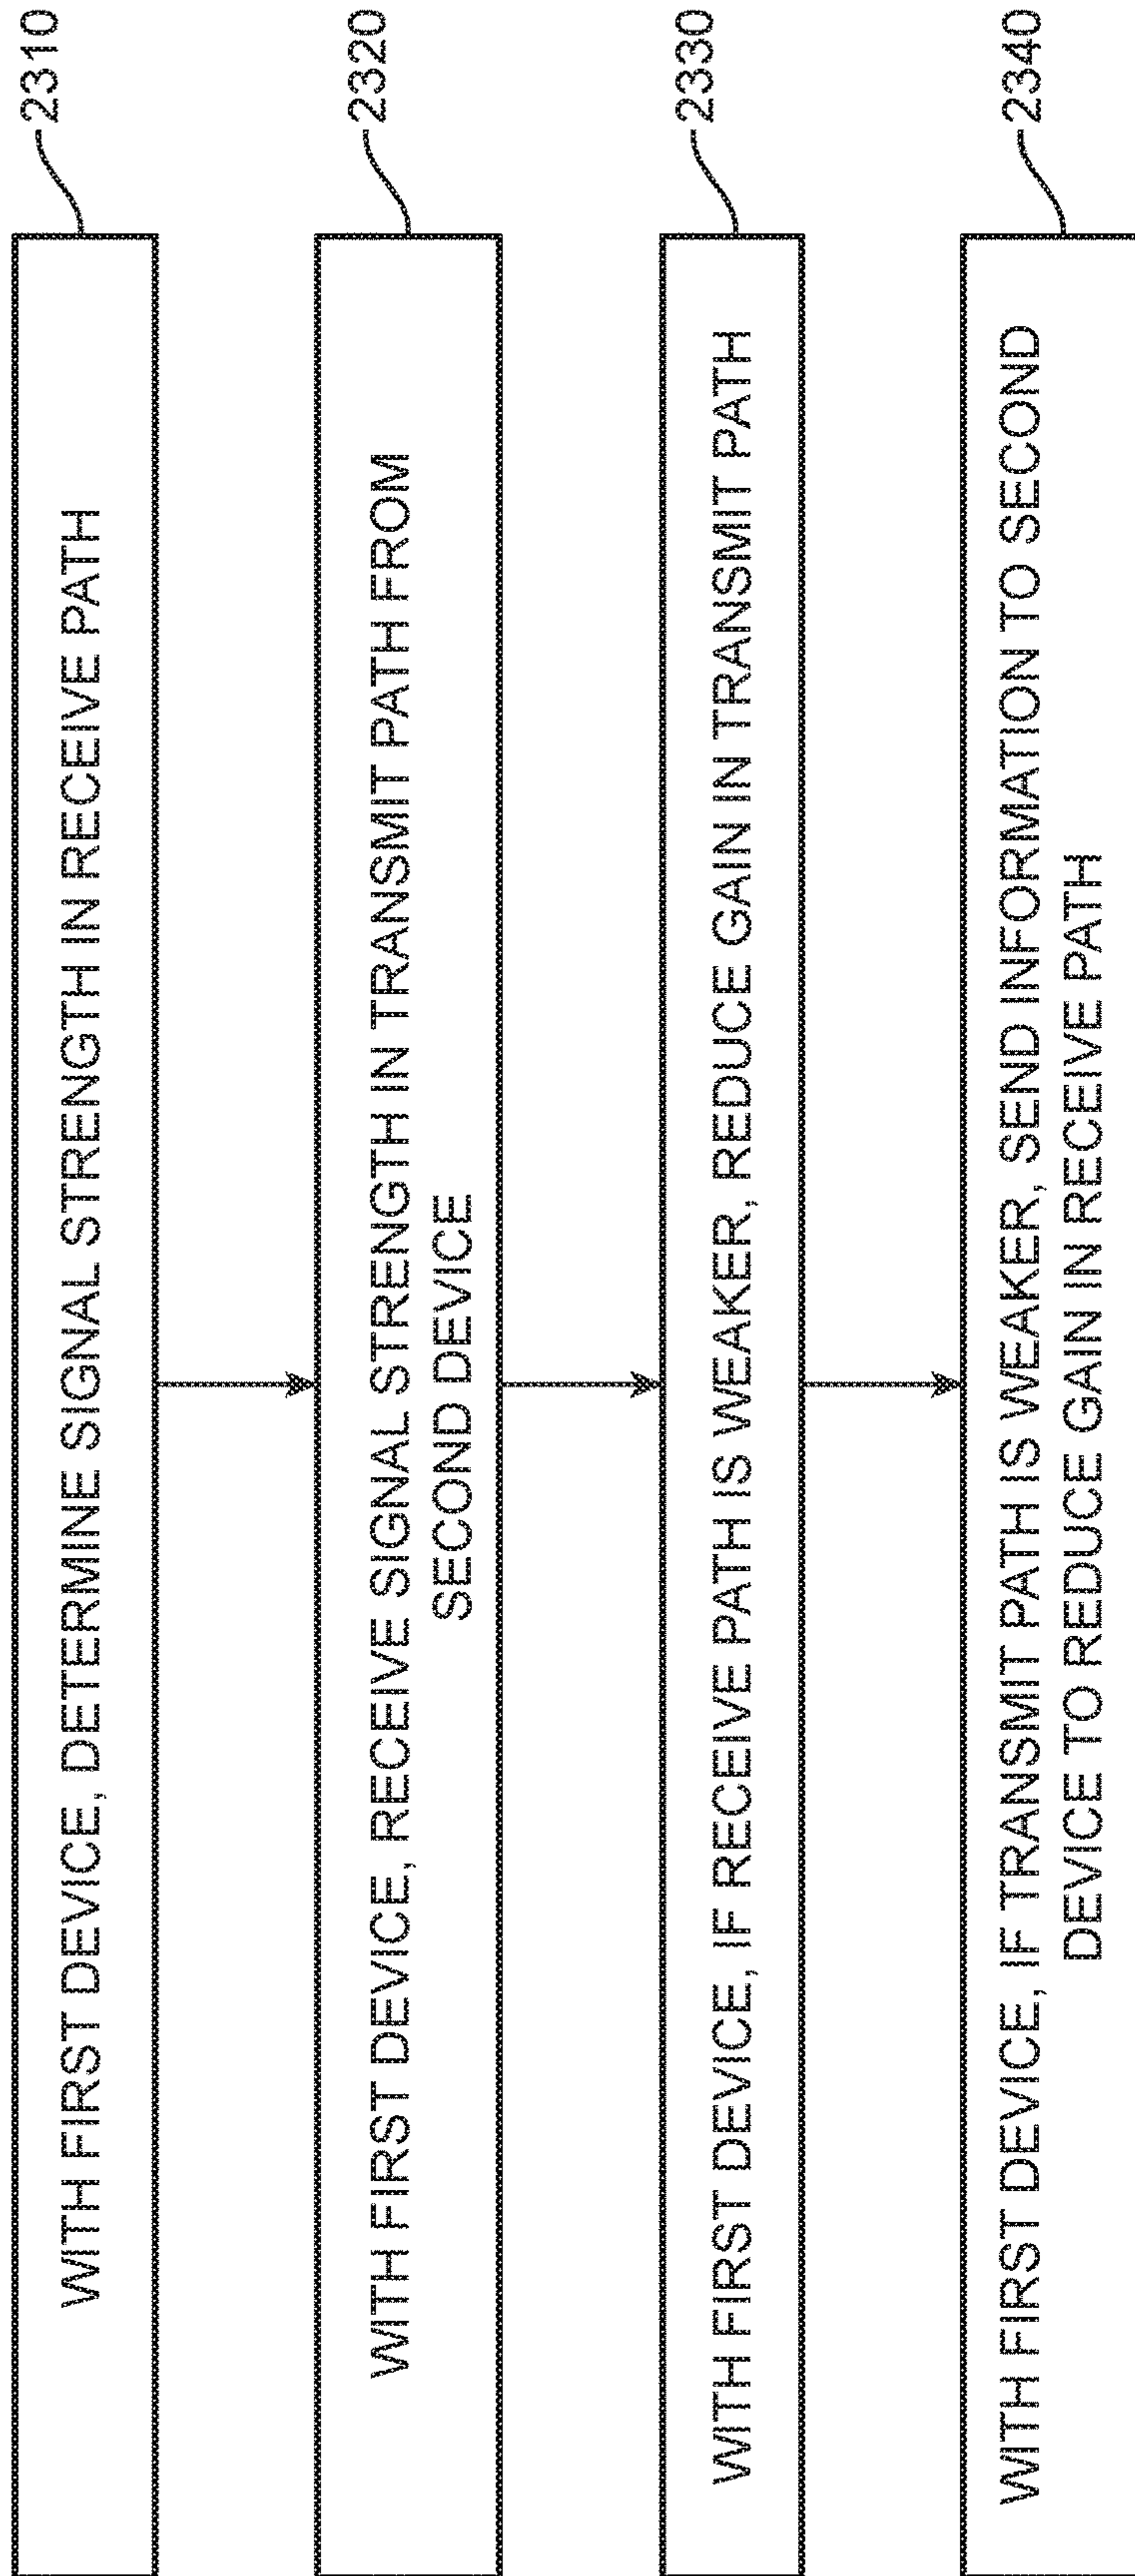 WITH FIRST DEVICE, DETERMINE SIGNAL STRENGTH IN RECEIVE PATH
2310
WITH FIRST DEVICE, RECEIVE SIGNAL STRENGTH IN TRANSMIT PATH FROM
SECOND DEVICE
2320
WITH FIRST DEVICE, IF RECEIVE PATH IS WEAKER, REDUCE GAIN IN TRANSMIT PATH
2330
WITH FIRST DEVICE, IF TRANSMIT PATH IS WEAKER, SEND INFORMATION TO SECOND
DEVICE TO REDUCE GAIN IN RECEIVE PATH
2340